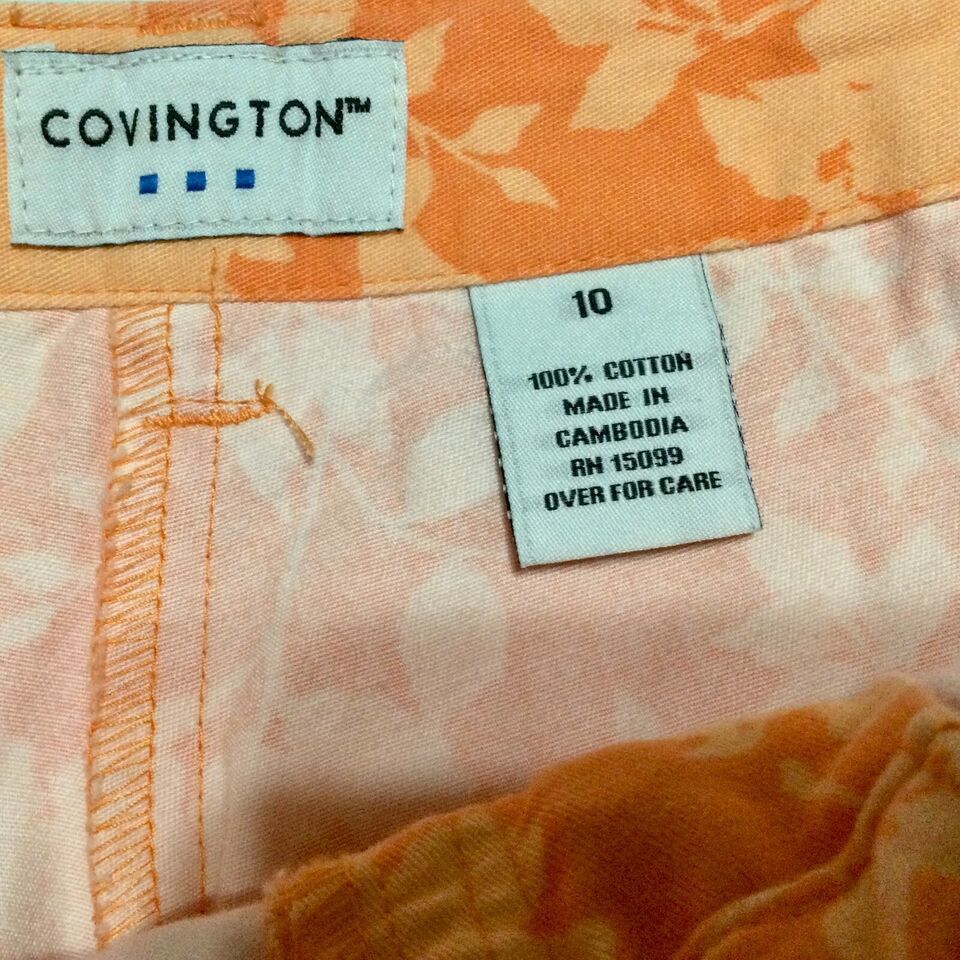 COVINGTON™
10
100% COTTON
MADE IN
CAMBODIA
RN 15099
OVER FOR CARE